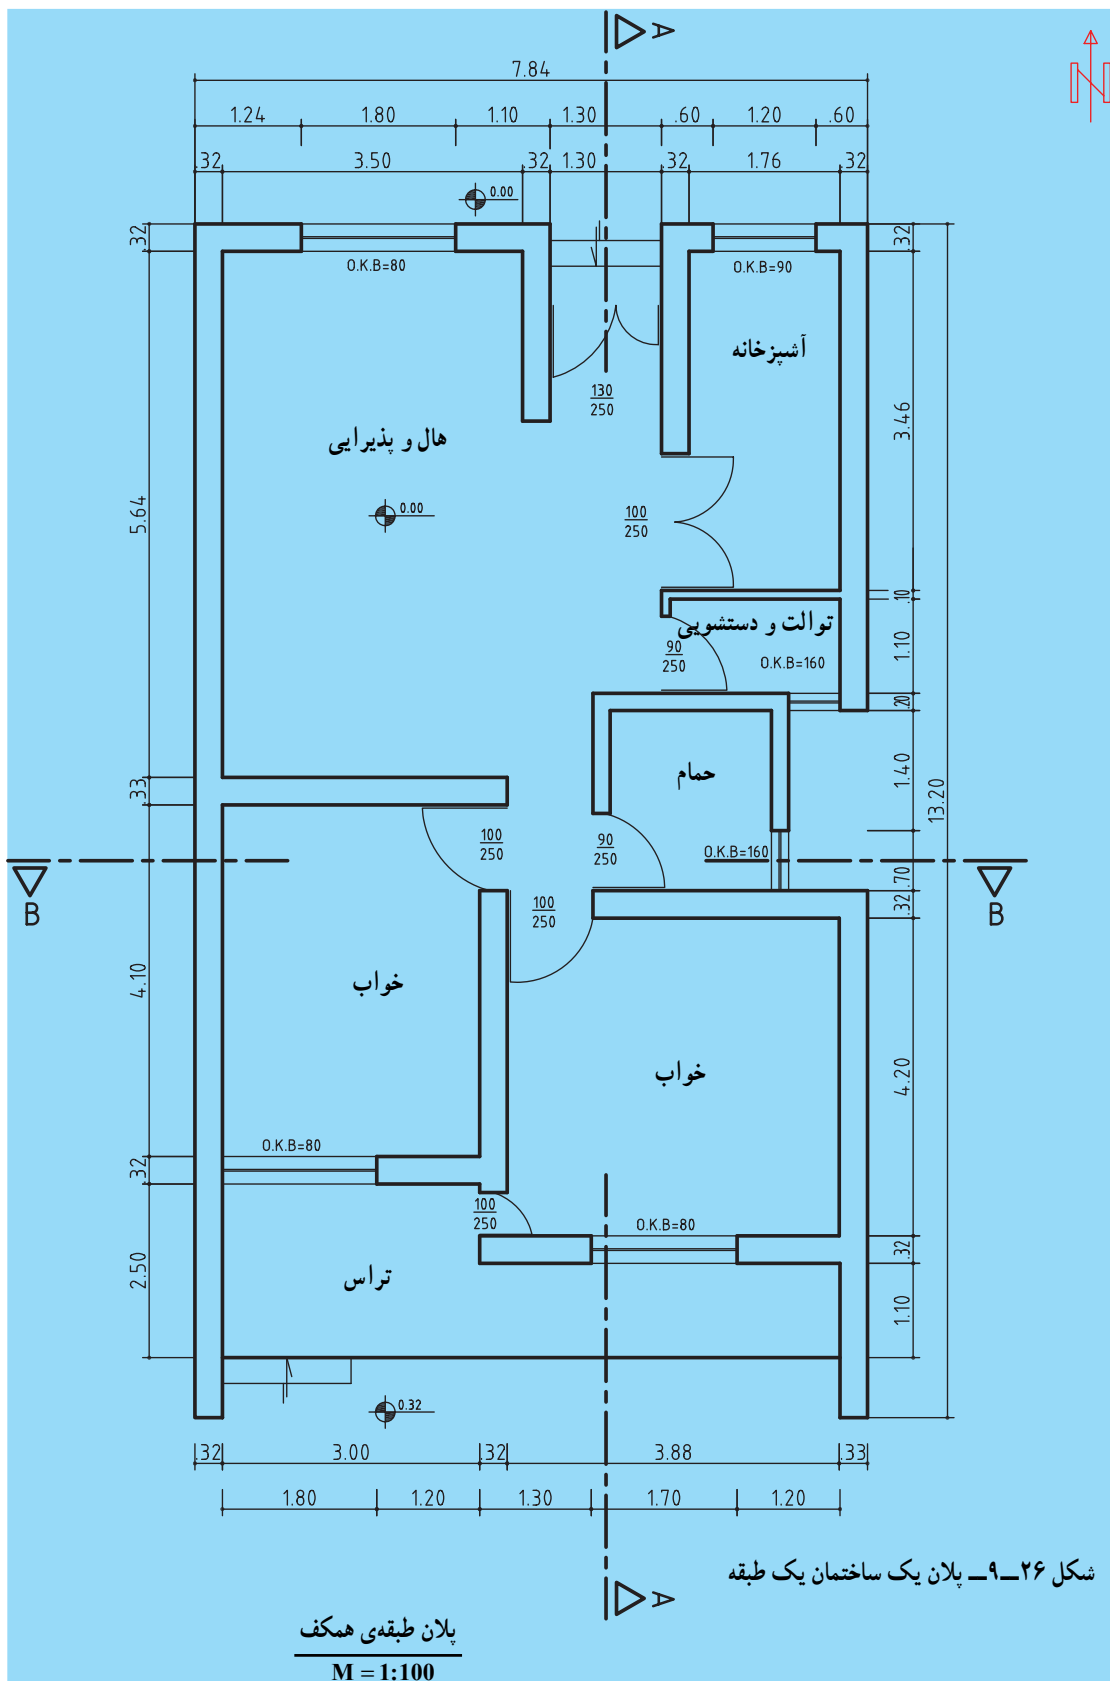 A
7.84
1.24 1.80 1.10 1.30 .60 1.20 .60
.32 3.50 .32 1.30 .32 1.76 .32
0.00
.32 .32
O.K.B=80 O.K.B=90
آشپزخانه
130
250
3.46
هال و پذیرایی
5.64
0.00
100
250
.10
توالت و دستشویی
90
250
O.K.B=160
1.10
.20
حمام
1.40
.33
13.20
100
250
90
250
O.K.B=160
.70
B B
.32
100
250
خواب
4.10
خواب
4.20
O.K.B=80
.32
100
250
O.K.B=80
.32
تراس
2.50
1.10
0.32
.32 3.00 .32 3.88 .33
1.80 1.20 1.30 1.70 1.20
شکل ۲۶ــ۹ــ پلان یک ساختمان یک طبقه
A
پلان طبقه‌ی همکف
M = 1:100